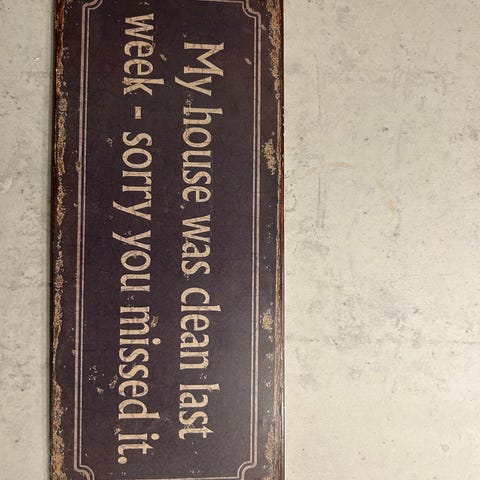 My house was clean last
week - sorry you missed it.